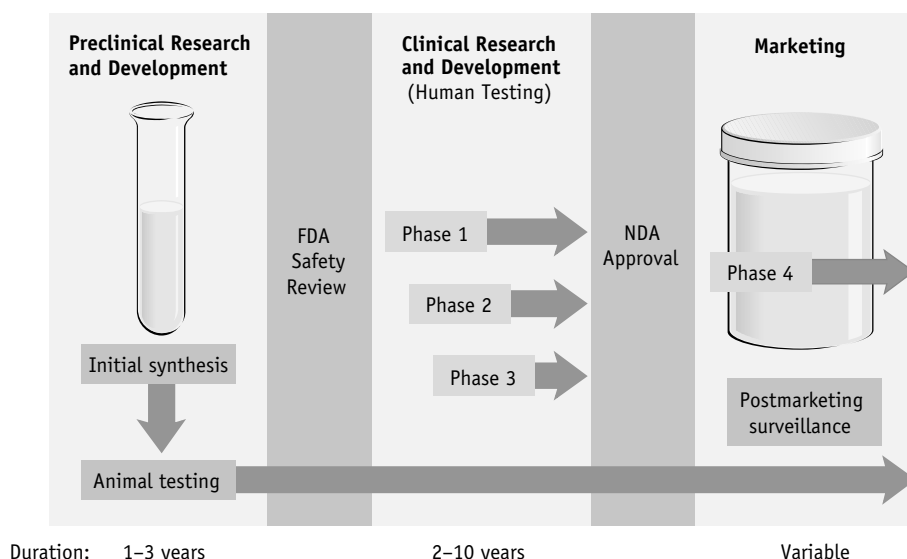 Preclinical Research
and Development
Initial synthesis
Animal testing
FDA
Safety
Review
Clinical Research
and Development
(Human Testing)
Phase 1
Phase 2
Phase 3
NDA
Approval
Marketing
Phase 4
Postmarketing
surveillance
Duration: 1–3 years 2–10 years Variable